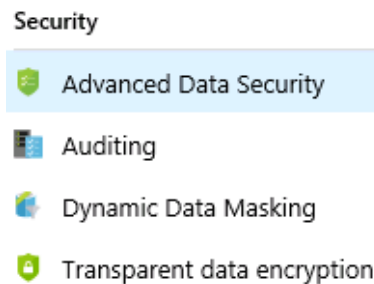 Security
Advanced Data Security
Auditing
Dynamic Data Masking
Transparent data encryption